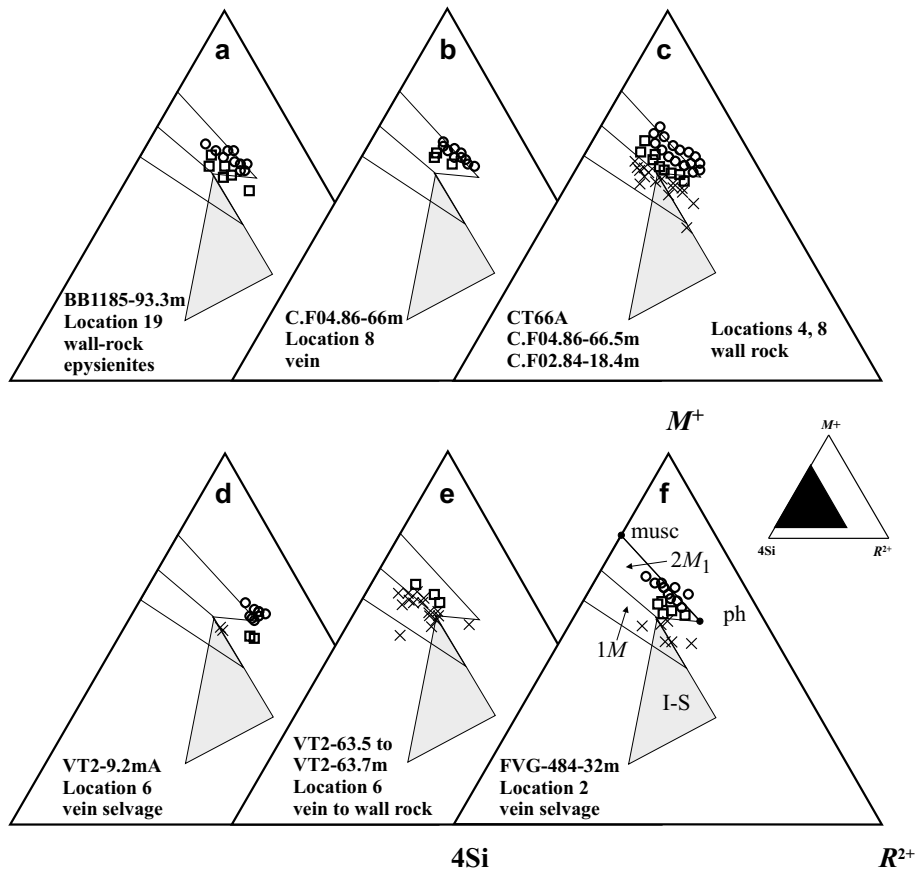 a
b
c
BB1185-93.3m
Location 19
wall-rock
epysienites
C.F04.86-66m
Location 8
vein
CT66A
C.F04.86-66.5m
C.F02.84-18.4m
Locations 4, 8
wall rock
M+
M+
4Si
R2+
d
e
f
musc
2M1
ph
1M
I-S
VT2-9.2mA
Location 6
vein selvage
VT2-63.5 to
VT2-63.7m
Location 6
vein to wall rock
FVG-484-32m
Location 2
vein selvage
4Si
R2+